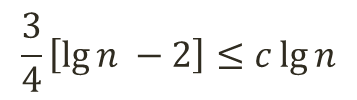 3/4 [lg n − 2] ≤ c lg n